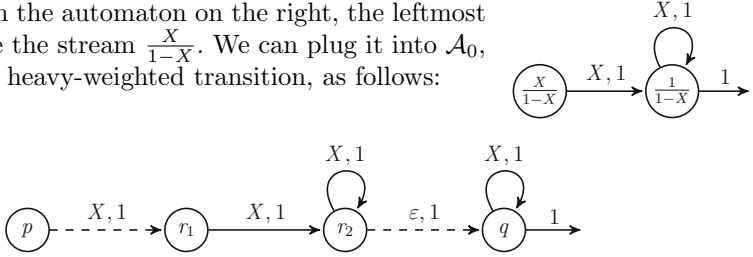 n the automaton on the right, the leftmost
e the stream X/(1−X). We can plug it into 𝒜₀,
heavy-weighted transition, as follows:
X, 1
X/(1−X) X, 1 1/(1−X) 1
X, 1 X, 1
X, 1 X, 1 ε, 1 1
p r₁ r₂ q